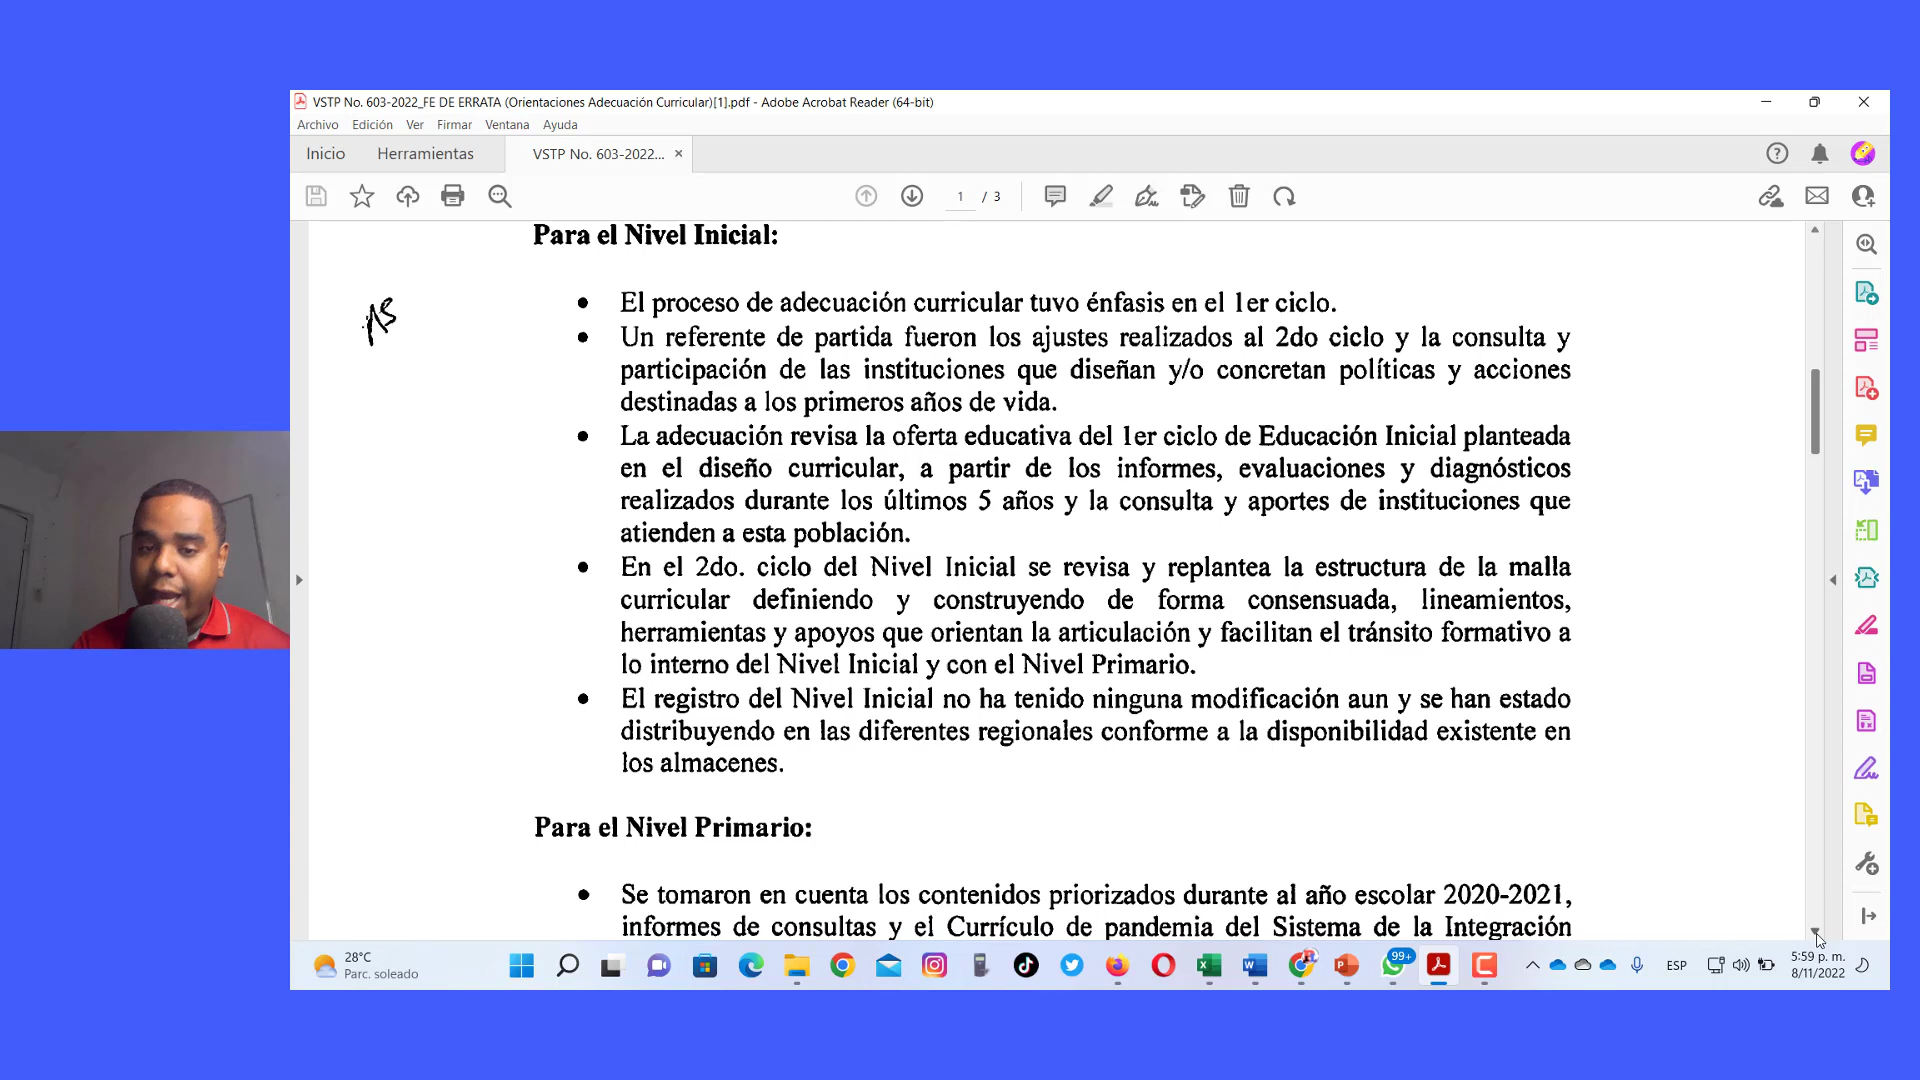 VSTP No. 603-2022_FE DE ERRATA (Orientaciones Adecuación Curricular)[1].pdf - Adobe Acrobat Reader (64-bit)
Archivo Edición Ver Firmar Ventana Ayuda
Inicio Herramientas VSTP No. 603-2022... ×
1 / 3
Para el Nivel Inicial:
• El proceso de adecuación curricular tuvo énfasis en el 1er ciclo.
• Un referente de partida fueron los ajustes realizados al 2do ciclo y la consulta y
participación de las instituciones que diseñan y/o concretan políticas y acciones
destinadas a los primeros años de vida.
• La adecuación revisa la oferta educativa del 1er ciclo de Educación Inicial planteada
en el diseño curricular, a partir de los informes, evaluaciones y diagnósticos
realizados durante los últimos 5 años y la consulta y aportes de instituciones que
atienden a esta población.
• En el 2do. ciclo del Nivel Inicial se revisa y replantea la estructura de la malla
curricular definiendo y construyendo de forma consensuada, lineamientos,
herramientas y apoyos que orientan la articulación y facilitan el tránsito formativo a
lo interno del Nivel Inicial y con el Nivel Primario.
• El registro del Nivel Inicial no ha tenido ninguna modificación aun y se han estado
distribuyendo en las diferentes regionales conforme a la disponibilidad existente en
los almacenes.
Para el Nivel Primario:
• Se tomaron en cuenta los contenidos priorizados durante al año escolar 2020-2021,
informes de consultas y el Currículo de pandemia del Sistema de la Integración
28°C
Parc. soleado
99+
ESP
5:59 p. m.
8/11/2022